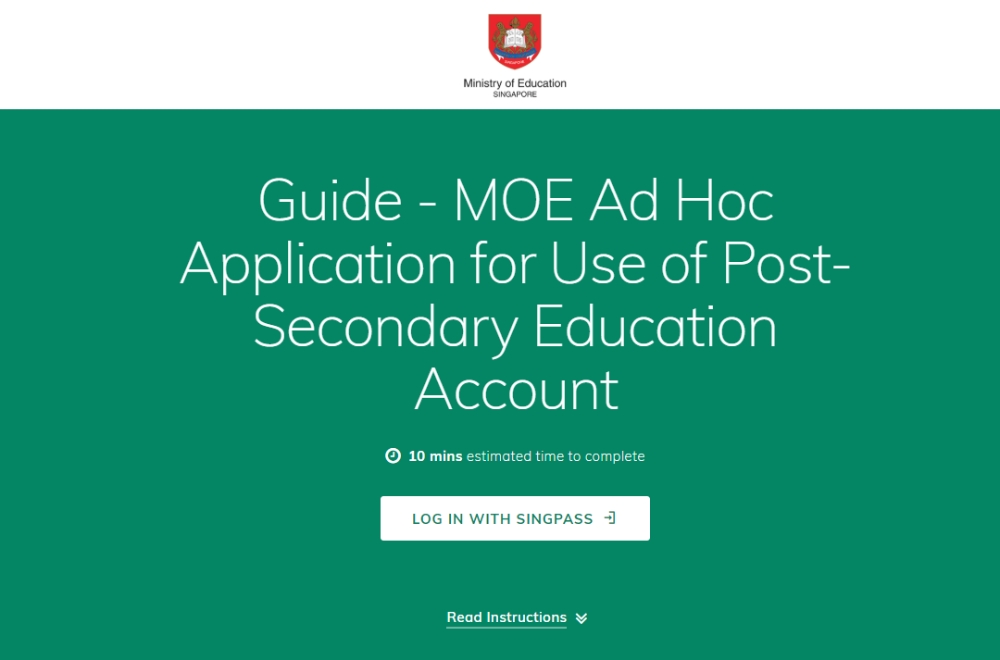 SINGAPORE
Ministry of Education
SINGAPORE
Guide - MOE Ad Hoc
Application for Use of Post-
Secondary Education
Account
10 mins estimated time to complete
LOG IN WITH SINGPASS
Read Instructions